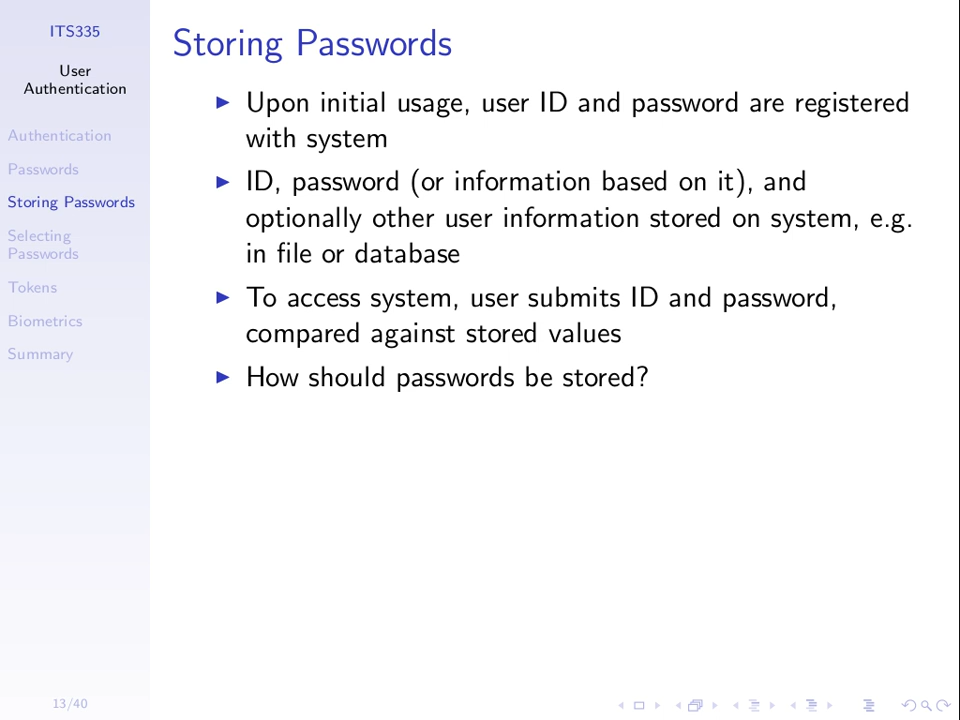 ITS335
User
Authentication
Authentication
Passwords
Storing Passwords
Selecting
Passwords
Tokens
Biometrics
Summary
13/40
Storing Passwords
Upon initial usage, user ID and password are registered
with system
ID, password (or information based on it), and
optionally other user information stored on system, e.g.
in file or database
To access system, user submits ID and password,
compared against stored values
How should passwords be stored?